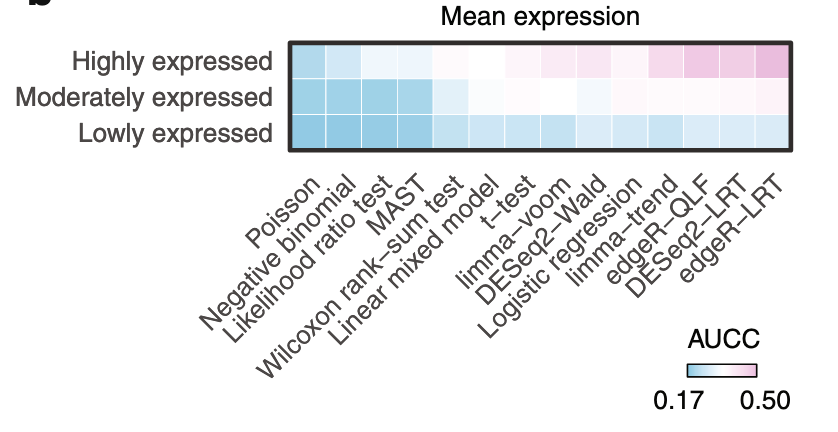 b
Mean expression
Highly expressed
Moderately expressed
Lowly expressed
Poisson
Negative binomial
Likelihood ratio test
MAST
Wilcoxon rank−sum test
Linear mixed model
t−test
limma−voom
DESeq2−Wald
Logistic regression
limma−trend
edgeR−QLF
DESeq2−LRT
edgeR−LRT
AUCC
0.17 0.50